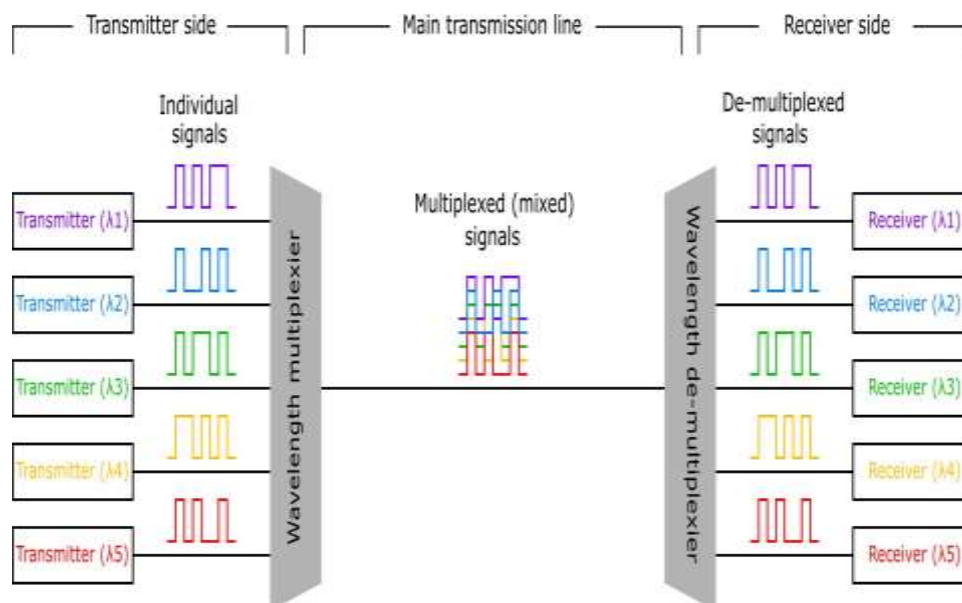 Transmitter side
Main transmission line
Receiver side
Individual
signals
De-multiplexed
signals
Multiplexed (mixed)
signals
Transmitter (λ1)
Transmitter (λ2)
Transmitter (λ3)
Transmitter (λ4)
Transmitter (λ5)
Wavelength multiplexier
Wavelength de-multiplexier
Receiver (λ1)
Receiver (λ2)
Receiver (λ3)
Receiver (λ4)
Receiver (λ5)